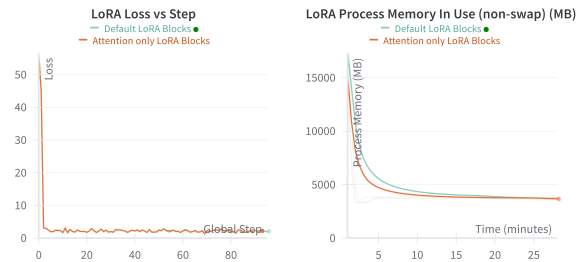 LoRA Loss vs Step
Default LoRA Blocks
Attention only LoRA Blocks
Loss
50
40
30
20
10
0
Global Step
0 20 40 60 80
LoRA Process Memory In Use (non-swap) (MB)
Default LoRA Blocks
Attention only LoRA Blocks
Process Memory (MB)
15000
10000
5000
0
Time (minutes)
5 10 15 20 25